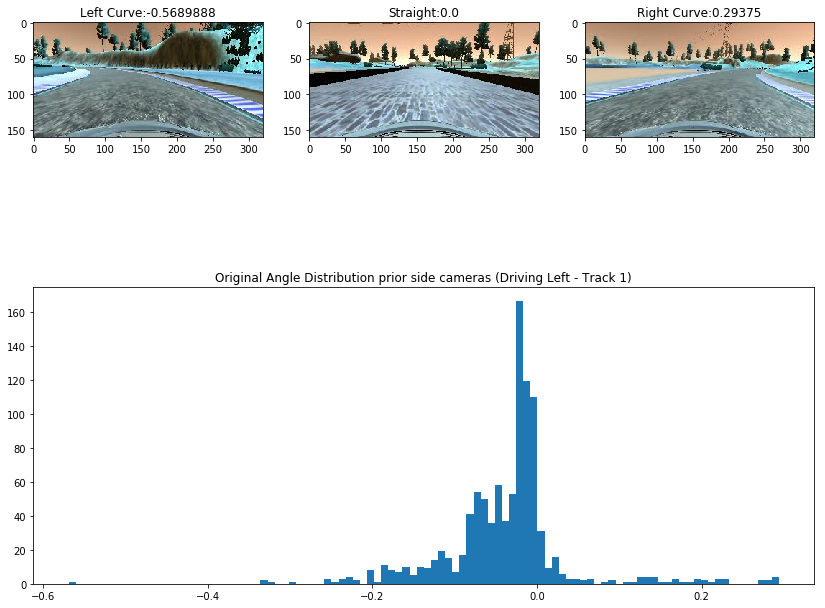 Left Curve:-0.5689888
Straight:0.0
Right Curve:0.29375
0
50
100
150
0 50 100 150 200 250 300
0
50
100
150
0 50 100 150 200 250 300
0
50
100
150
0 50 100 150 200 250 300
Original Angle Distribution prior side cameras (Driving Left - Track 1)
160
140
120
100
80
60
40
20
0
−0.6 −0.4 −0.2 0.0 0.2